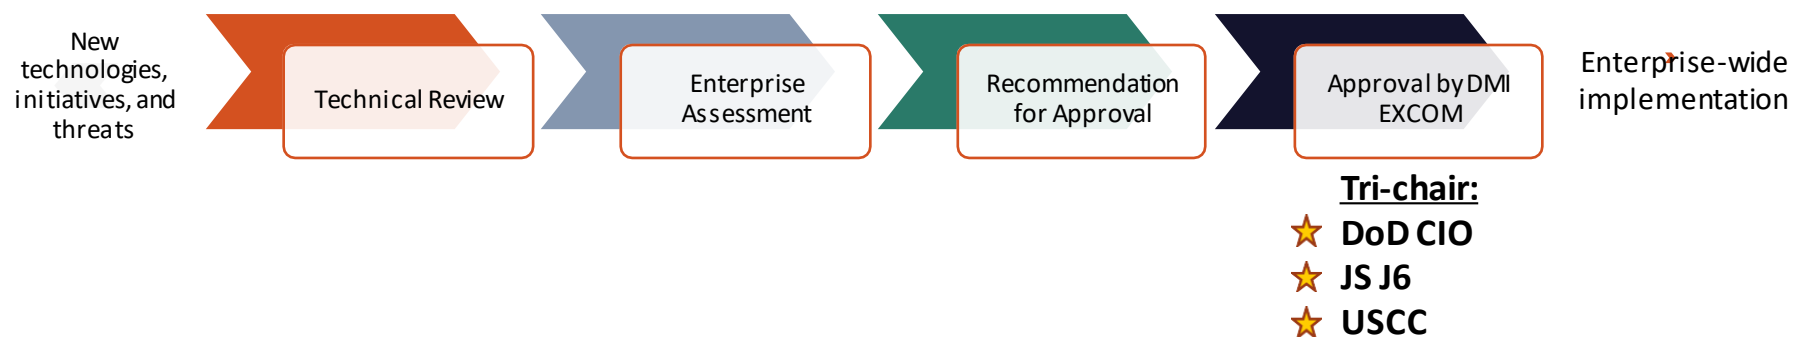 New
technologies,
initiatives, and
threats
Technical Review
Enterprise
Assessment
Recommendation
for Approval
Approval by DMI
EXCOM
Enterprise-wide
implementation
Tri-chair:
DoD CIO
JS J6
USCC